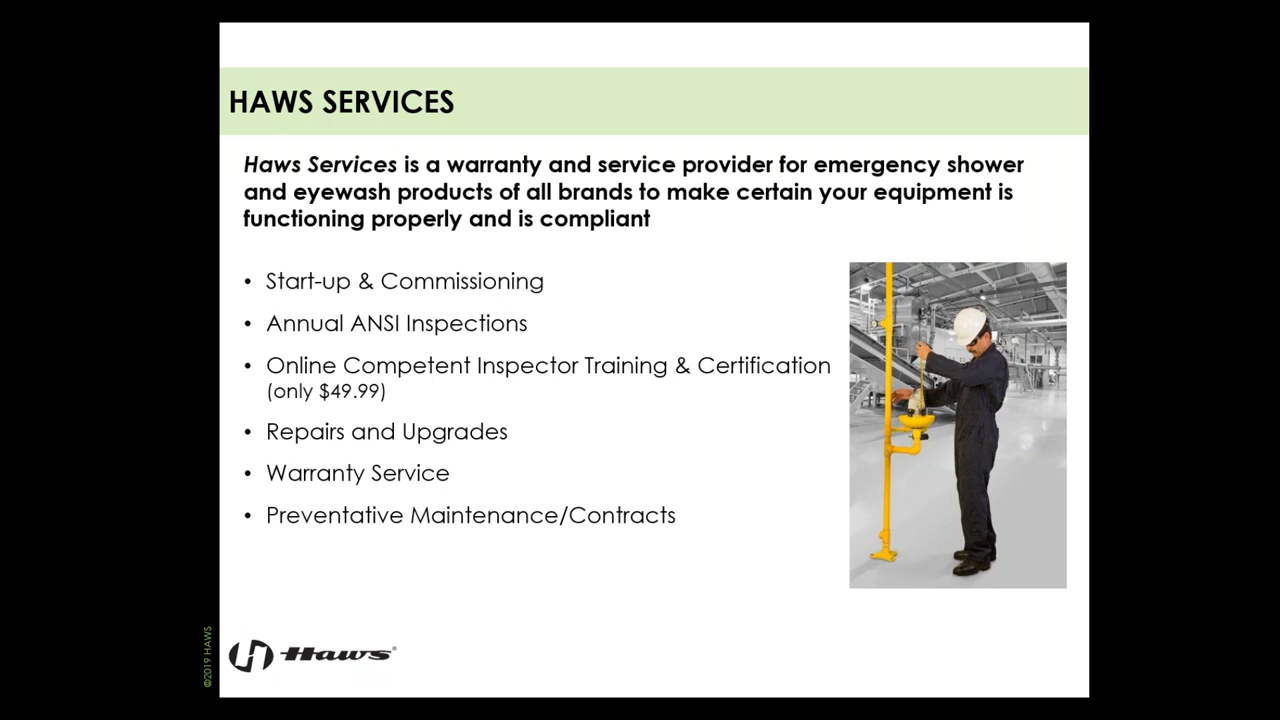 HAWS SERVICES
Haws Services is a warranty and service provider for emergency shower
and eyewash products of all brands to make certain your equipment is
functioning properly and is compliant
• Start-up & Commissioning
• Annual ANSI Inspections
• Online Competent Inspector Training & Certification
(only $49.99)
• Repairs and Upgrades
• Warranty Service
• Preventative Maintenance/Contracts
©2019 HAWS
Haws®